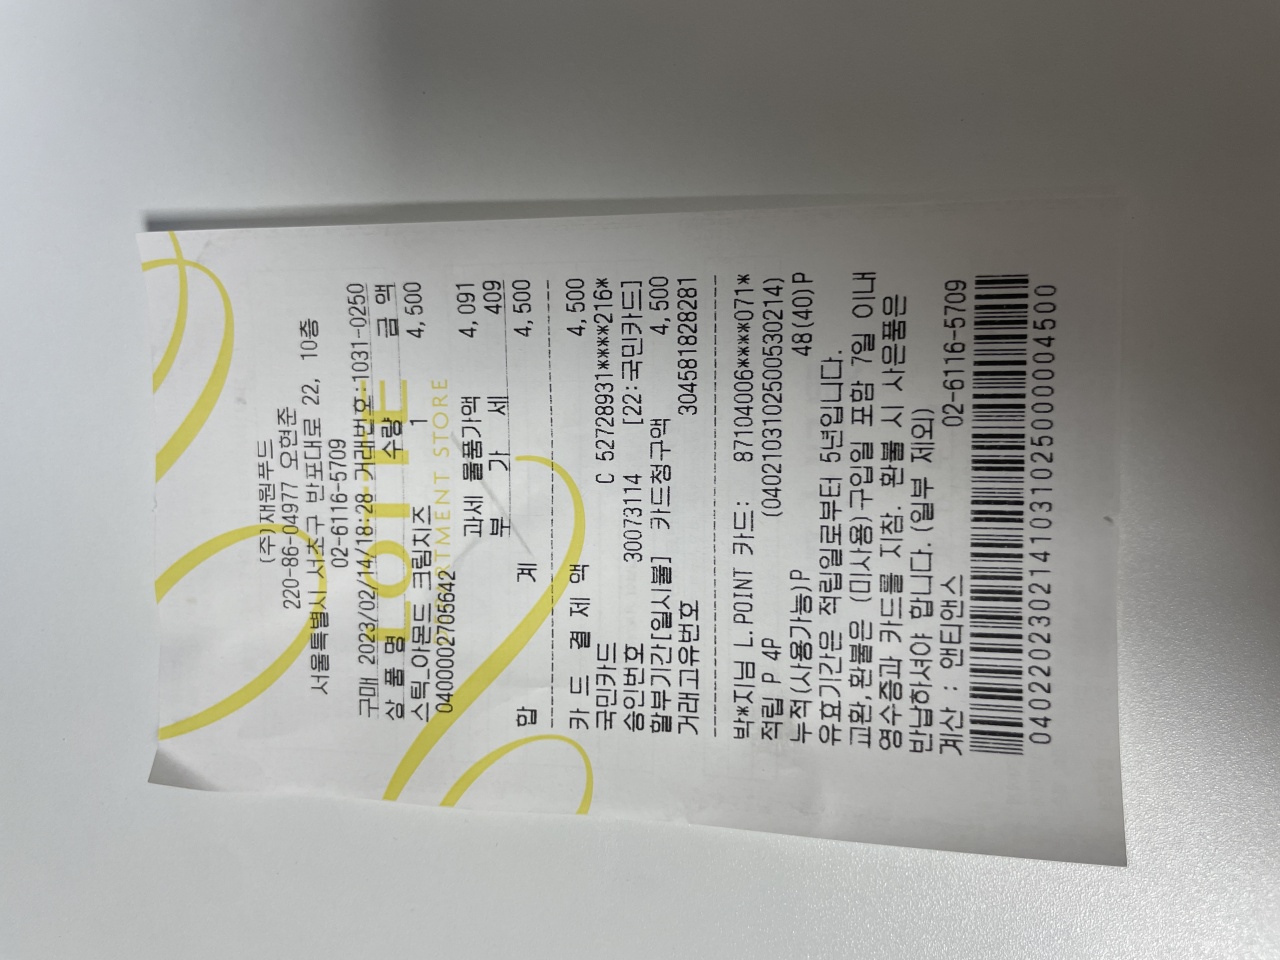 (주)새원푸드
220-86-04977 오현준
서울특별시 서초구 반포대로 22, 10층
02-6116-5709
구매 2023/02/14/18:28 거래번호:1031-0250
LOTTE
상 품 명 수량 금 액
스틱_아몬드 크림치즈 1 4,500
0400002705642
DEPARTMENT STORE
과세 물품가액 4,091
부 가 세 409
합 계 4,500
카 드 결 제 액 4,500
국민카드 C 52728931****216*
승인번호 30073114 [22:국민카드]
할부기간[일시불] 카드청구액 4,500
거래고유번호 304581828281
박*지님 L.POINT 카드: 87104006****071*
적립 P 4P (04021031025005302​14)
누적(사용가능)P 48(40)P
유효기간은 적립일로부터 5년입니다.
교환,환불은 (미사용)구입일 포함 7일 이내
영수증과 카드를 지참. 환불 시 사은품은
반납하셔야 합니다.(일부 제외)
계산 : 앤티앤스 02-6116-5709
0402202302141031025000004500